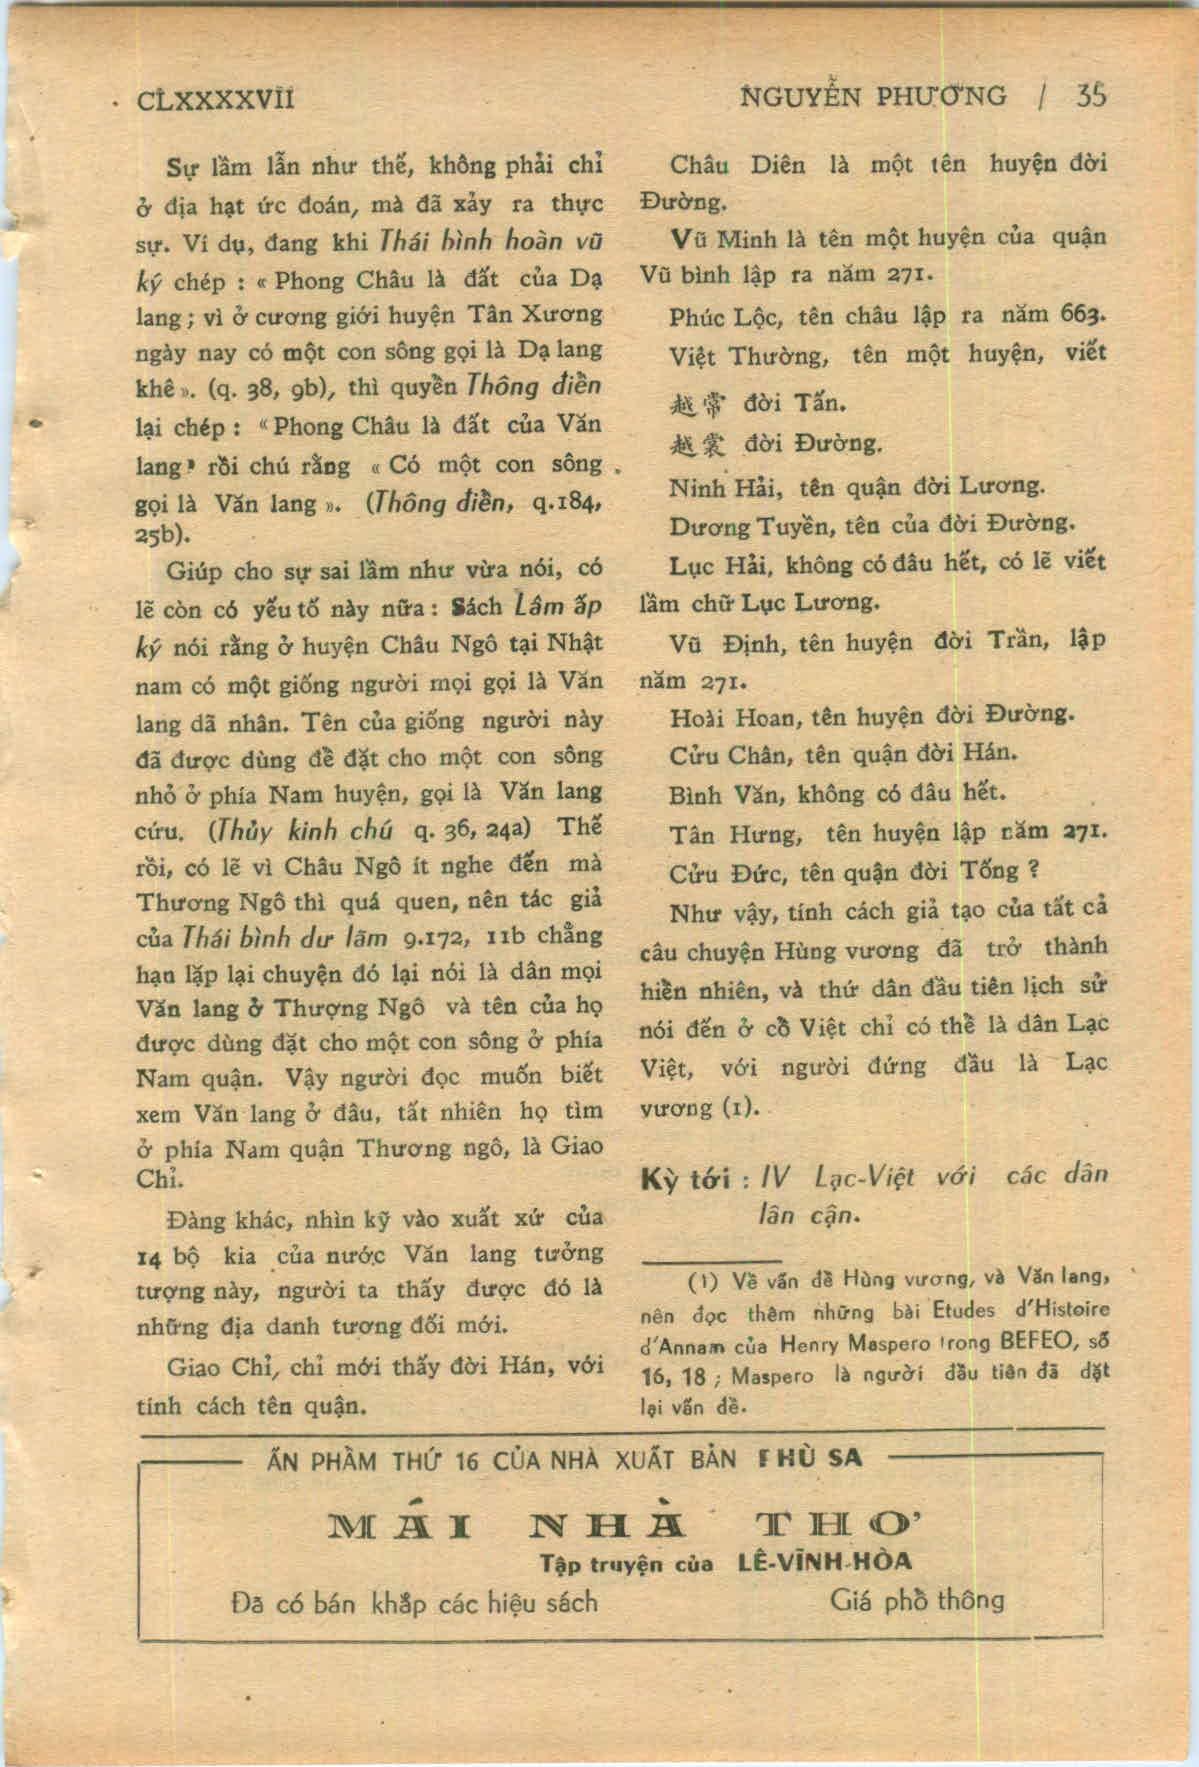 CLXXXXVII
NGUYỄN PHƯƠNG / 35
Sự lầm lẫn như thế, không phải chỉ
ở địa hạt ức đoán, mà đã xảy ra thực
sự. Ví dụ, đang khi Thái bình hoàn vũ
ký chép : « Phong Châu là đất của Dạ
lang ; vì ở cương giới huyện Tân Xương
ngày nay có một con sông gọi là Dạ lang
khê ». (q. 38, 9b), thì quyển Thông điển
lại chép : « Phong Châu là đất của Văn
lang » rồi chú rằng « Có một con sông
gọi là Văn lang ». (Thông điển, q.184,
25b).
Giúp cho sự sai lầm như vừa nói, có
lẽ còn có yếu tố này nữa : Sách Lâm ấp
ký nói rằng ở huyện Châu Ngô tại Nhật
nam có một giống người mọi gọi là Văn
lang dã nhân. Tên của giống người này
đã được dùng để đặt cho một con sông
nhỏ ở phía Nam huyện, gọi là Văn lang
cứu. (Thủy kinh chú q. 36, 24a) Thế
rồi, có lẽ vì Châu Ngô ít nghe đến mà
Thương Ngô thì quá quen, nên tác giả
của Thái bình dư lãm 9.172, 11b chẳng
hạn lặp lại chuyện đó lại nói là dân mọi
Văn lang ở Thượng Ngô và tên của họ
được dùng đặt cho một con sông ở phía
Nam quận. Vậy người đọc muốn biết
xem Văn lang ở đâu, tất nhiên họ tìm
ở phía Nam quận Thương ngô, là Giao
Chỉ.
Đàng khác, nhìn kỹ vào xuất xứ của
14 bộ kia của nước Văn lang tưởng
tượng này, người ta thấy được đó là
những địa danh tương đối mới.
Giao Chỉ, chỉ mới thấy đời Hán, với
tính cách tên quận.
Châu Diên là một tên huyện đời
Đường.
Vũ Minh là tên một huyện của quận
Vũ bình lập ra năm 271.
Phúc Lộc, tên châu lập ra năm 663.
Việt Thường, tên một huyện, viết
越常 đời Tấn.
越裳 đời Đường.
Ninh Hải, tên quận đời Lương.
Dương Tuyền, tên của đời Đường.
Lục Hải, không có đâu hết, có lẽ viết
lầm chữ Lục Lương.
Vũ Định, tên huyện đời Trần, lập
năm 271.
Hoài Hoan, tên huyện đời Đường.
Cửu Chân, tên quận đời Hán.
Bình Văn, không có đâu hết.
Tân Hưng, tên huyện lập năm 271.
Cửu Đức, tên quận đời Tống ?
Như vậy, tính cách giả tạo của tất cả
câu chuyện Hùng vương đã trở thành
hiển nhiên, và thứ dân đầu tiên lịch sử
nói đến ở cổ Việt chỉ có thể là dân Lạc
Việt, với người đứng đầu là Lạc
vương (1).
Kỳ tới : IV Lạc-Việt với các dân
lân cận.
(1) Về vấn đề Hùng vương, và Văn lang,
nên đọc thêm những bài Etudes d'Histoire
d'Annam của Henry Maspero trong BEFEO, số
16, 18 ; Maspero là người đầu tiên đã đặt
lại vấn đề.
ẤN PHẨM THỨ 16 CỦA NHÀ XUẤT BẢN PHÙ SA
MÁI NHÀ THƠ
Tập truyện của LÊ-VĨNH-HÒA
Đã có bán khắp các hiệu sách
Giá phổ thông